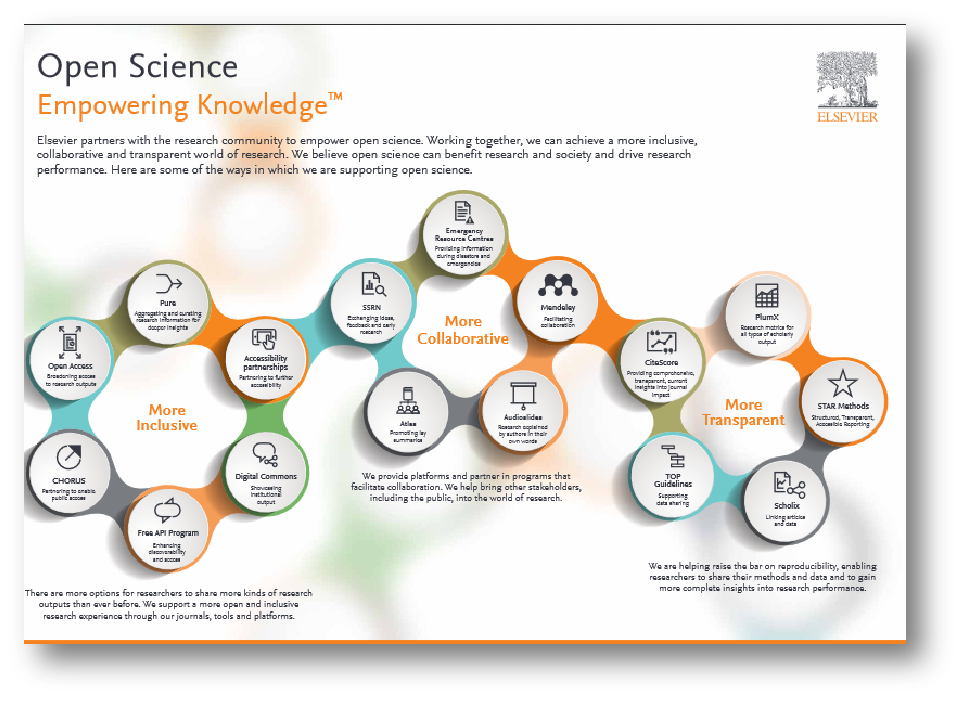 Open Science
Empowering Knowledge™
ELSEVIER
Elsevier partners with the research community to empower open science. Working together, we can achieve a more inclusive,
collaborative and transparent world of research. We believe open science can benefit research and society and drive research
performance. Here are some of the ways in which we are supporting open science.
Pure
Aggregating and curating
research information for
deeper insights
Open Access
Broadening access
to research outputs
Accessibility
partnerships
Partnering to further
accessibility
More
Inclusive
CHORUS
Partnering to enable
public access
Digital Commons
Showcasing
institutional
output
Free API Program
Enhancing
discoverability
and access
There are more options for researchers to share more kinds of research
outputs than ever before. We support a more open and inclusive
research experience through our journals, tools and platforms.
Emergency
Resource Centres
Providing information
during disasters and
emergencies
SSRN
Exchanging ideas,
feedback and early
research
Mendeley
Facilitating
collaboration
More
Collaborative
Atlas
Promoting lay
summaries
Audioslides
Research explained
by authors in their
own words
We provide platforms and partner in programs that
facilitate collaboration. We help bring other stakeholders,
including the public, into the world of research.
PlumX
Research metrics for
all types of scholarly
output
CiteScore
Providing comprehensive,
transparent, current
insights into journal
impact
STAR Methods
Structured, Transparent,
Accessible Reporting
More
Transparent
TOP
Guidelines
Supporting
data sharing
Scholix
Linking articles
and data
We are helping raise the bar on reproducibility, enabling
researchers to share their methods and data and to gain
more complete insights into research performance.